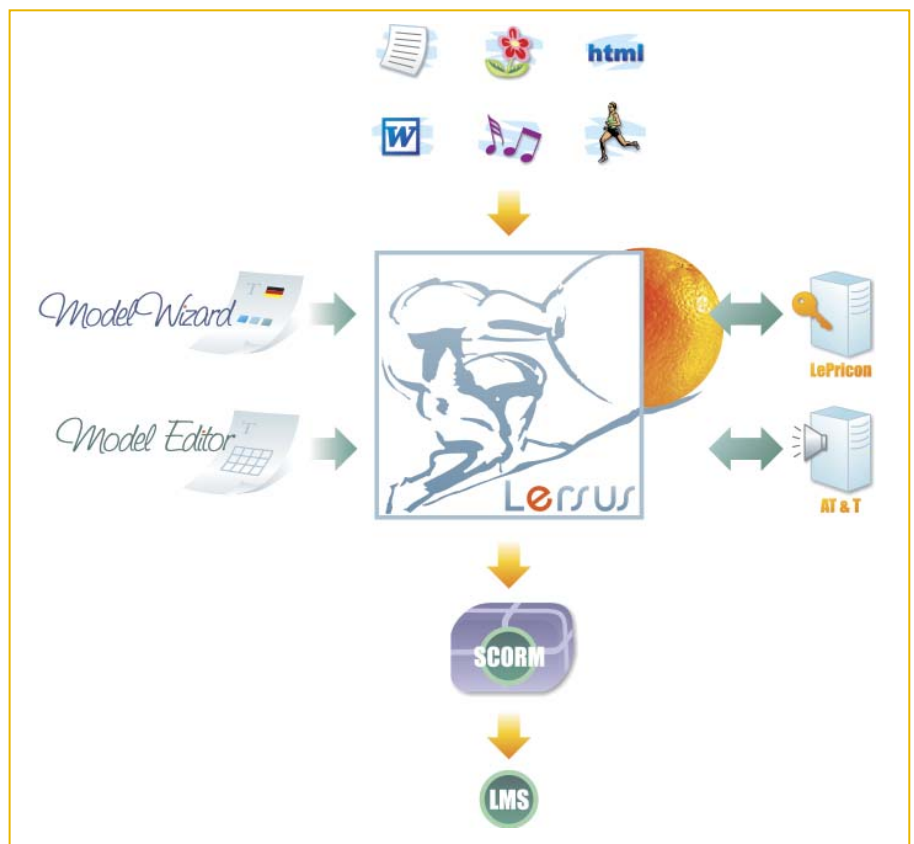 html
W
ModelWizard
T
LePricon
Model Editor
T
Lersus
AT & T
SCORM
LMS